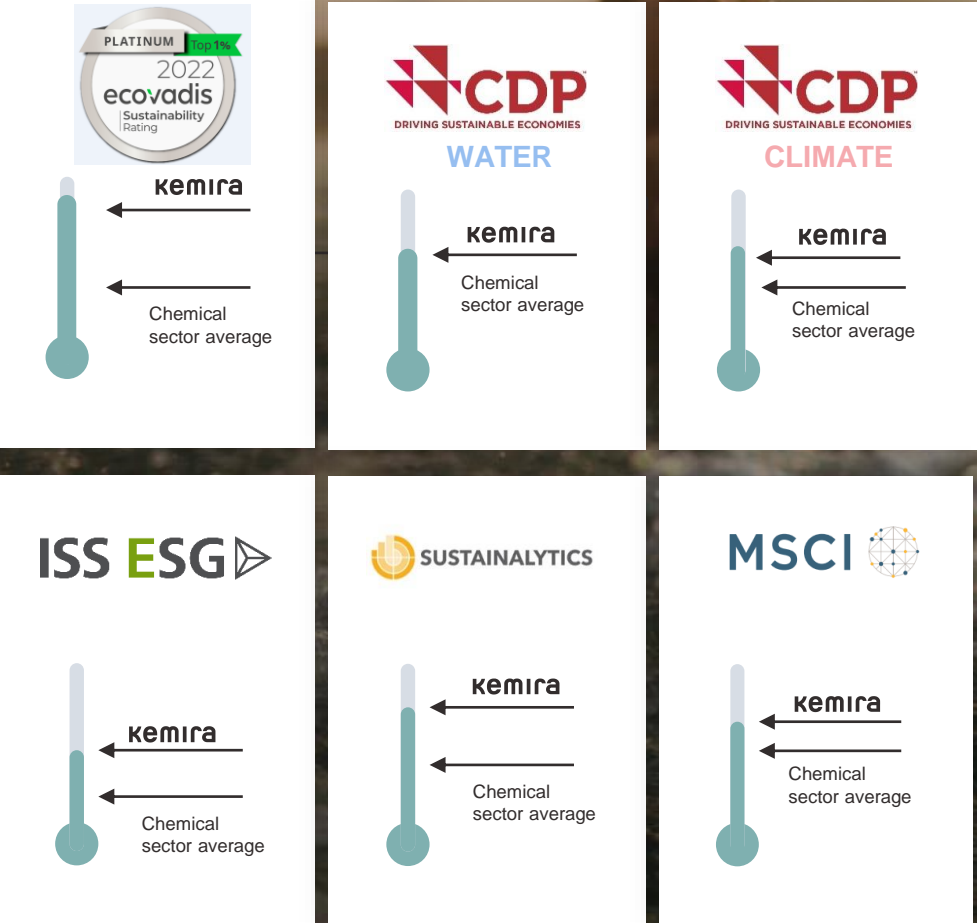 PLATINUM
Top 1%
2022
ecovadis
Sustainability
Rating
kemira
Chemical
sector average
CDP
DRIVING SUSTAINABLE ECONOMIES
WATER
kemira
Chemical
sector average
CDP
DRIVING SUSTAINABLE ECONOMIES
CLIMATE
kemira
Chemical
sector average
ISS ESG
kemira
Chemical
sector average
SUSTAINALYTICS
kemira
Chemical
sector average
MSCI
kemira
Chemical
sector average